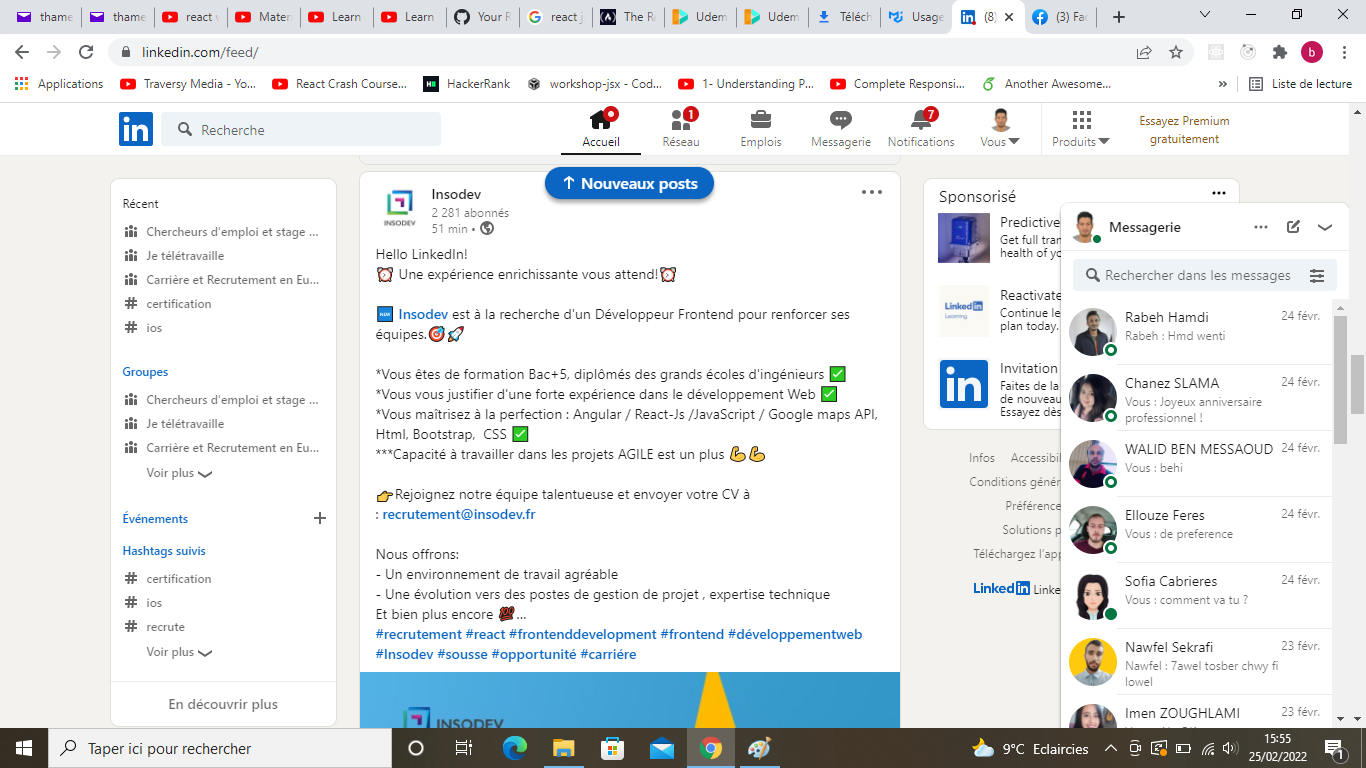 thame
thame
react v
Mater
Learn
Learn
Your R
react j
The R
Udem
Udem
Téléch
Usage
(8)
(3) Fac
linkedin.com/feed/
b
Applications
Traversy Media - Yo...
React Crash Course...
HackerRank
workshop-jsx - Cod...
1- Understanding P...
Complete Responsi...
Another Awesome...
»
Liste de lecture
in
Recherche
Accueil
1
Réseau
Emplois
Messagerie
7
Notifications
Vous
Produits
Essayez Premium
gratuitement
Récent
Chercheurs d'emploi et stage ...
Je télétravaille
Carrière et Recrutement en Eu...
# certification
# ios
Groupes
Chercheurs d'emploi et stage ...
Je télétravaille
Carrière et Recrutement en Eu...
Voir plus
Événements +
Hashtags suivis
# certification
# ios
# recrute
Voir plus
En découvrir plus
↑ Nouveaux posts
INSODEV
Insodev
2 281 abonnés
51 min •
Hello LinkedIn!
⏰ Une expérience enrichissante vous attend!⏰
🆕 Insodev est à la recherche d'un Développeur Frontend pour renforcer ses
équipes.🎯🚀
*Vous êtes de formation Bac+5, diplômés des grands écoles d'ingénieurs ✅
*Vous vous justifier d'une forte expérience dans le développement Web ✅
*Vous maîtrisez à la perfection : Angular / React-Js /JavaScript / Google maps API,
Html, Bootstrap, CSS ✅
***Capacité à travailler dans les projets AGILE est un plus 💪💪
👉Rejoignez notre équipe talentueuse et envoyer votre CV à
: recrutement@insodev.fr
Nous offrons:
- Un environnement de travail agréable
- Une évolution vers des postes de gestion de projet , expertise technique
Et bien plus encore 💯...
#recrutement #react #frontenddevelopment #frontend #développementweb
#Insodev #sousse #opportunité #carriére
INSODEV
Sponsorisé
Predictive
Get full tran
health of yo
Linked in
Learning
Reactivate
Continue le
plan today.
in
Invitation
Faites de la
de nouveau
Essayez dès
Infos Accessibil
Conditions génér
Préférence
Solutions p
Téléchargez l'app
Linked in Linke
Messagerie
Rechercher dans les messages
Rabeh Hamdi 24 févr.
Rabeh : Hmd wenti
Chanez SLAMA 24 févr.
Vous : Joyeux anniversaire
professionnel !
WALID BEN MESSAOUD 24 févr.
Vous : behi
Ellouze Feres 24 févr.
Vous : de preference
Sofia Cabrieres 24 févr.
Vous : comment va tu ?
Nawfel Sekrafi 23 févr.
Nawfel : 7awel tosber chwy fi
lowel
Imen ZOUGHLAMI 23 févr.
Taper ici pour rechercher
9°C Eclaircies
15:55
25/02/2022
1